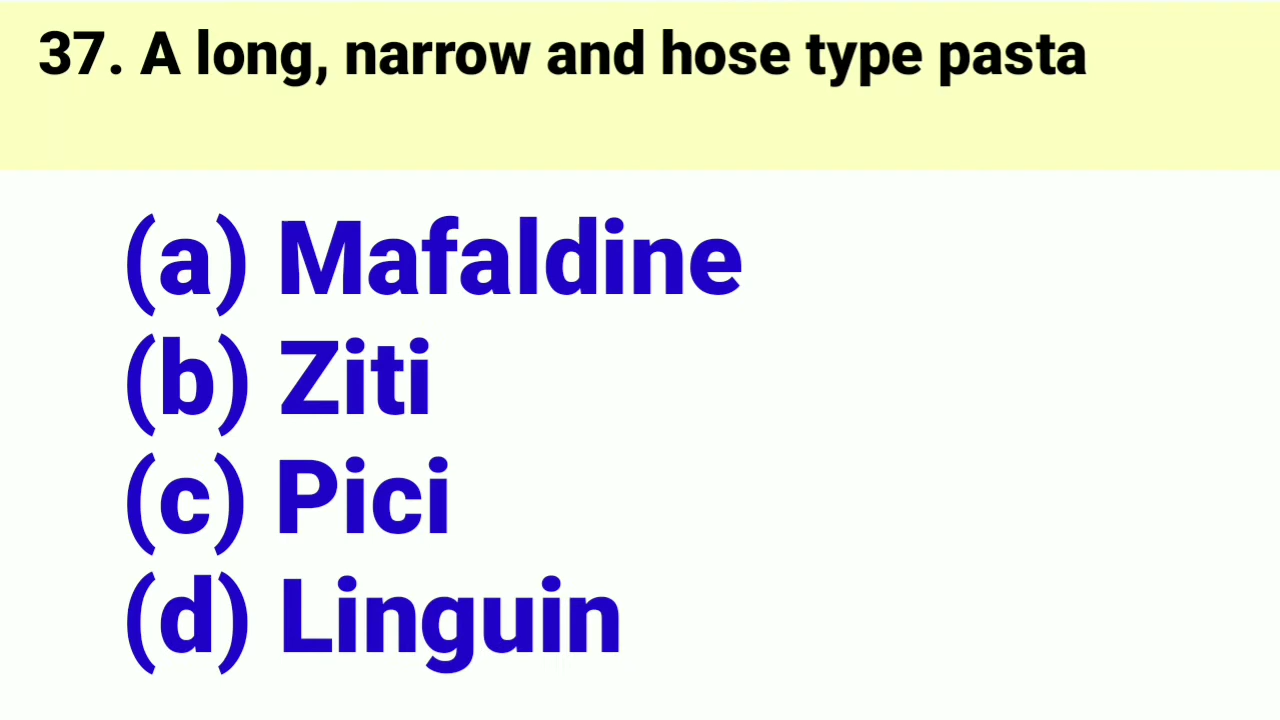 37. A long, narrow and hose type pasta
(a) Mafaldine
(b) Ziti
(c) Pici
(d) Linguin